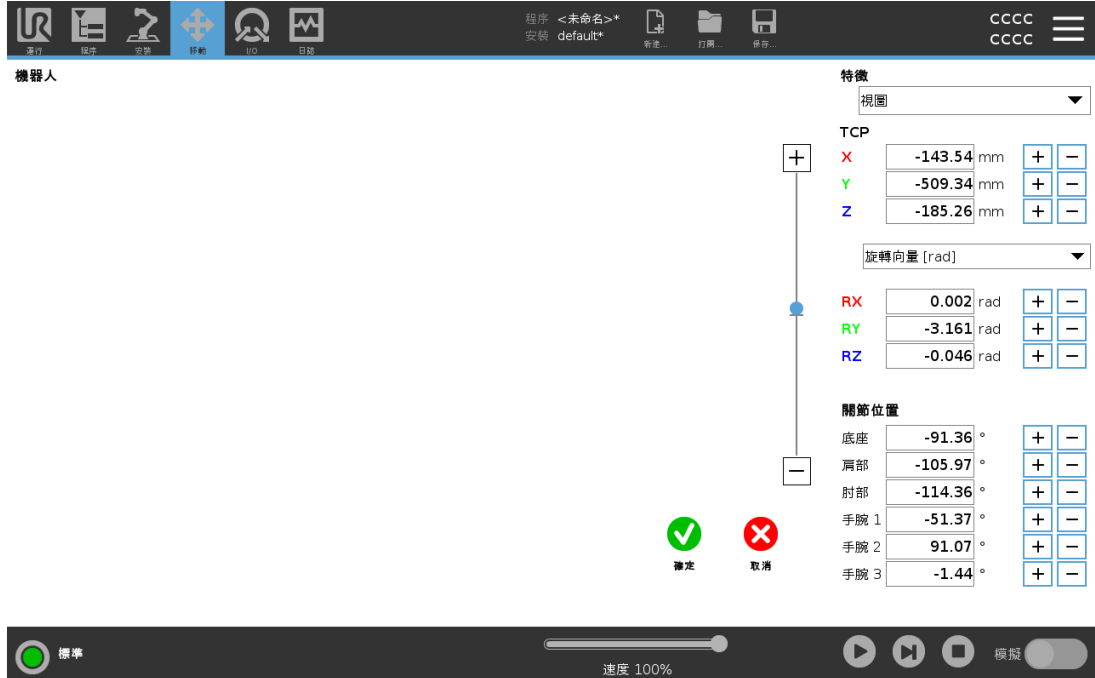 UR
運行 程序 安裝 移動 I/O 日誌
程序 <未命名>*
安裝 default*
新建... 打開... 保存...
CCCC
CCCC
機器人
特徵
視圖
TCP
X -143.54 mm + −
Y -509.34 mm + −
Z -185.26 mm + −
旋轉向量 [rad]
RX 0.002 rad + −
RY -3.161 rad + −
RZ -0.046 rad + −
關節位置
底座 -91.36 ° + −
肩部 -105.97 ° + −
肘部 -114.36 ° + −
手腕 1 -51.37 ° + −
手腕 2 91.07 ° + −
手腕 3 -1.44 ° + −
確定 取消
標準
速度 100%
模擬